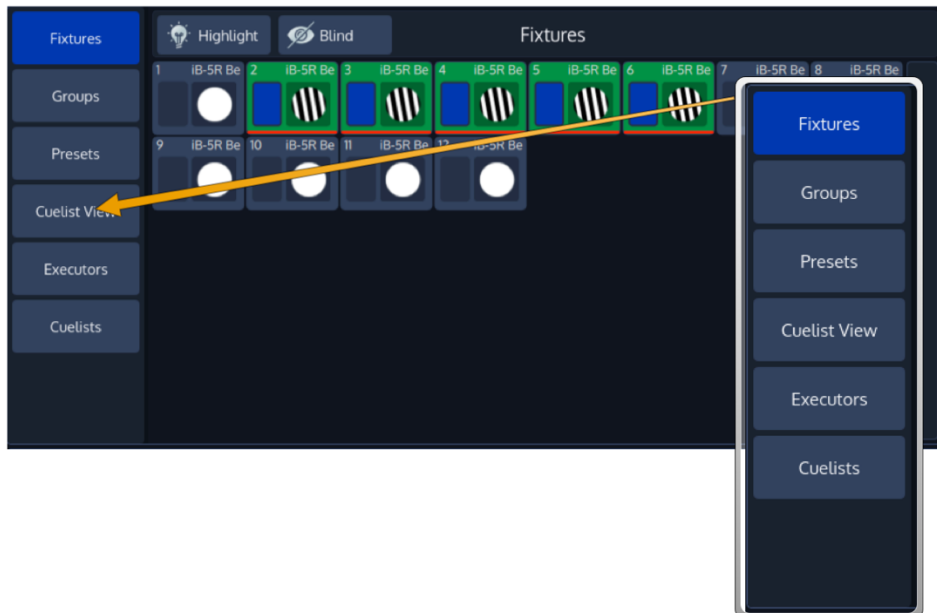 Fixtures
Groups
Presets
Cuelist View
Executors
Cuelists
Highlight
Blind
Fixtures
1 iB-5R Be
2 iB-5R Be
3 iB-5R Be
4 iB-5R Be
5 iB-5R Be
6 iB-5R Be
7 iB-5R Be
8 iB-5R Be
9 iB-5R Be
10 iB-5R Be
11 iB-5R Be
12 iB-5R Be
Fixtures
Groups
Presets
Cuelist View
Executors
Cuelists